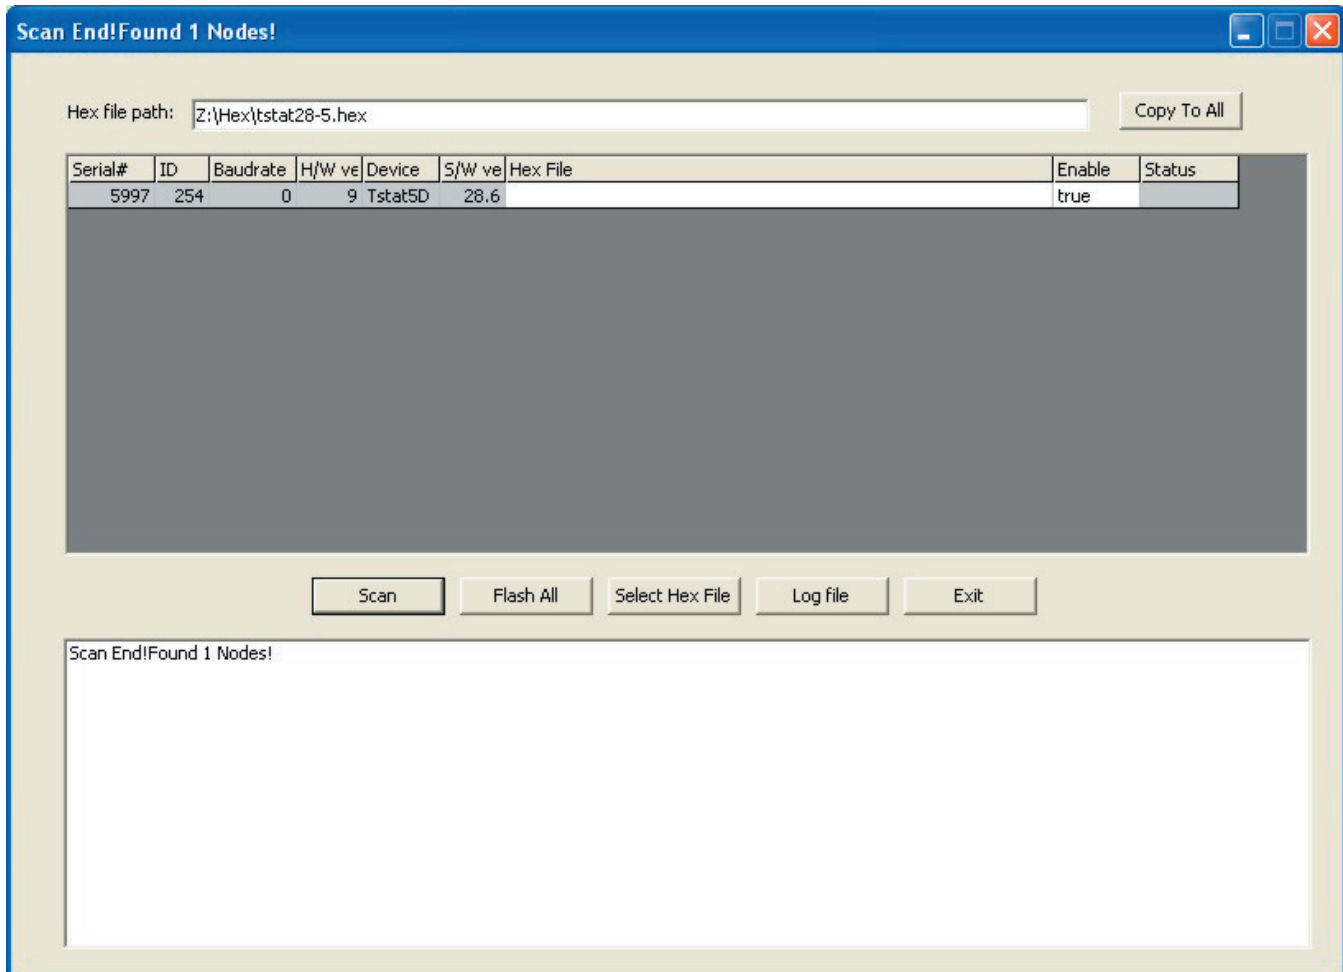 Scan End!Found 1 Nodes!
Hex file path: Z:\Hex\tstat28-5.hex Copy To All
Serial# ID Baudrate H/W ve Device S/W ve Hex File Enable Status
5997 254 0 9 Tstat5D 28.6 true
Scan Flash All Select Hex File Log file Exit
Scan End!Found 1 Nodes!